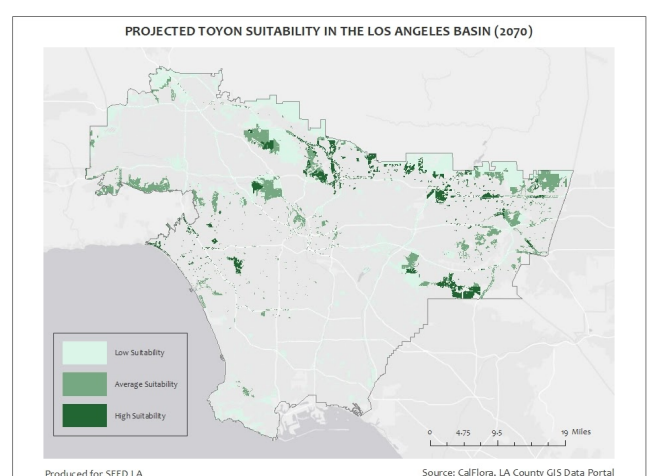 PROJECTED TOYON SUITABILITY IN THE LOS ANGELES BASIN (2070)
Low Suitability
Average Suitability
High Suitability
0 4.75 9.5 19 Miles
Produced for SEED LA
Source: CalFlora, LA County GIS Data Portal